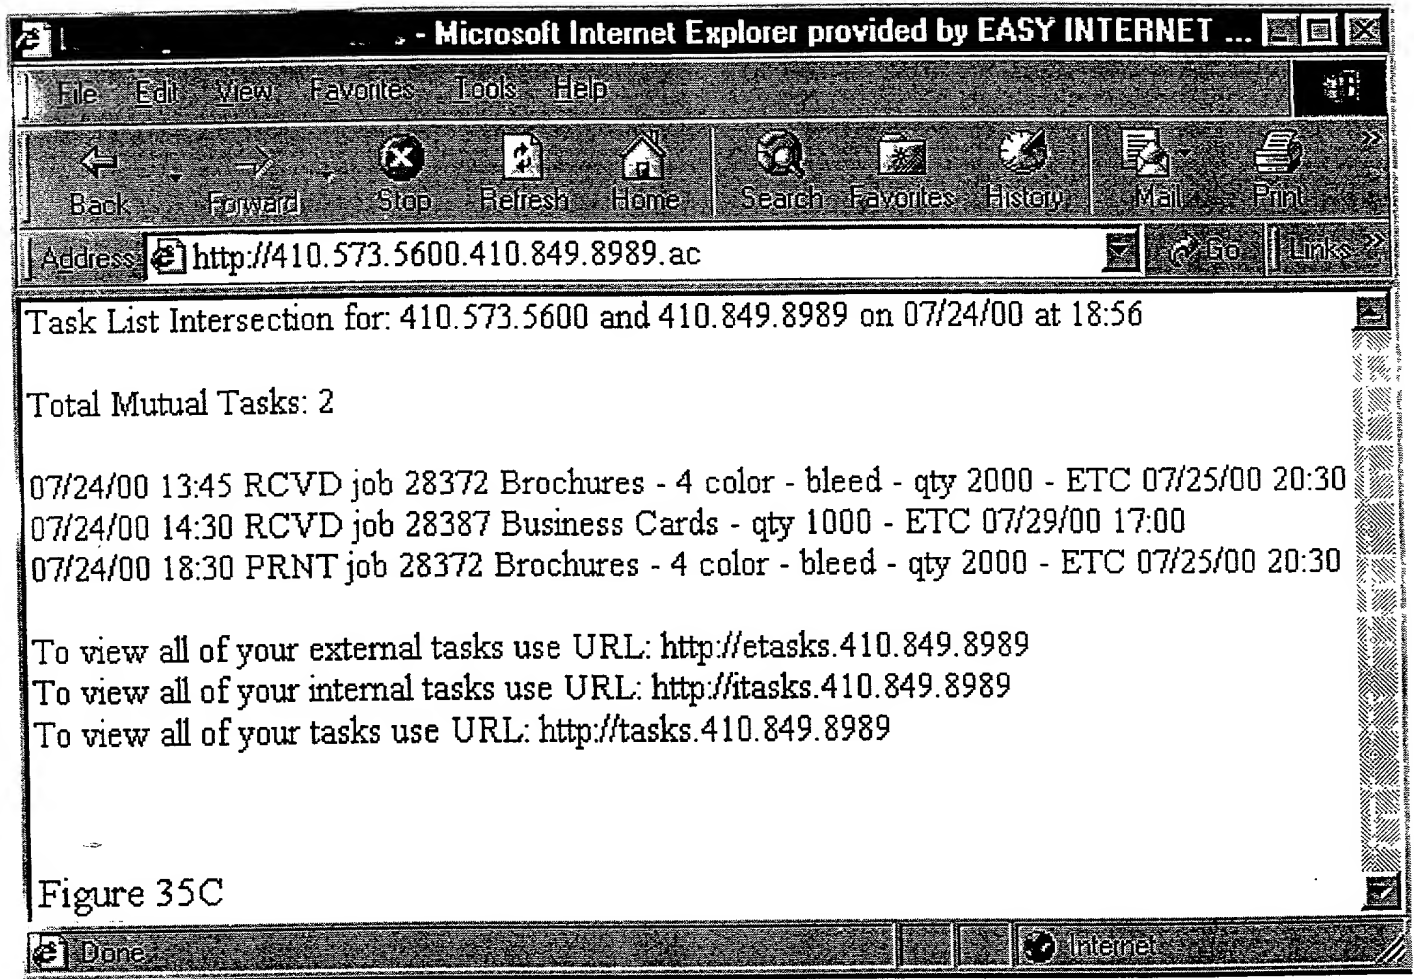 - Microsoft Internet Explorer provided by EASY INTERNET ...
File Edit View Favorites Tools Help
Back Forward Stop Refresh Home Search Favorites History Mail Print
Address http://410.573.5600.410.849.8989.ac Go Links
Task List Intersection for: 410.573.5600 and 410.849.8989 on 07/24/00 at 18:56
Total Mutual Tasks: 2
07/24/00 13:45 RCVD job 28372 Brochures - 4 color - bleed - qty 2000 - ETC 07/25/00 20:30
07/24/00 14:30 RCVD job 28387 Business Cards - qty 1000 - ETC 07/29/00 17:00
07/24/00 18:30 PRNT job 28372 Brochures - 4 color - bleed - qty 2000 - ETC 07/25/00 20:30
To view all of your external tasks use URL: http://etasks.410.849.8989
To view all of your internal tasks use URL: http://itasks.410.849.8989
To view all of your tasks use URL: http://tasks.410.849.8989
Figure 35C
Done Internet